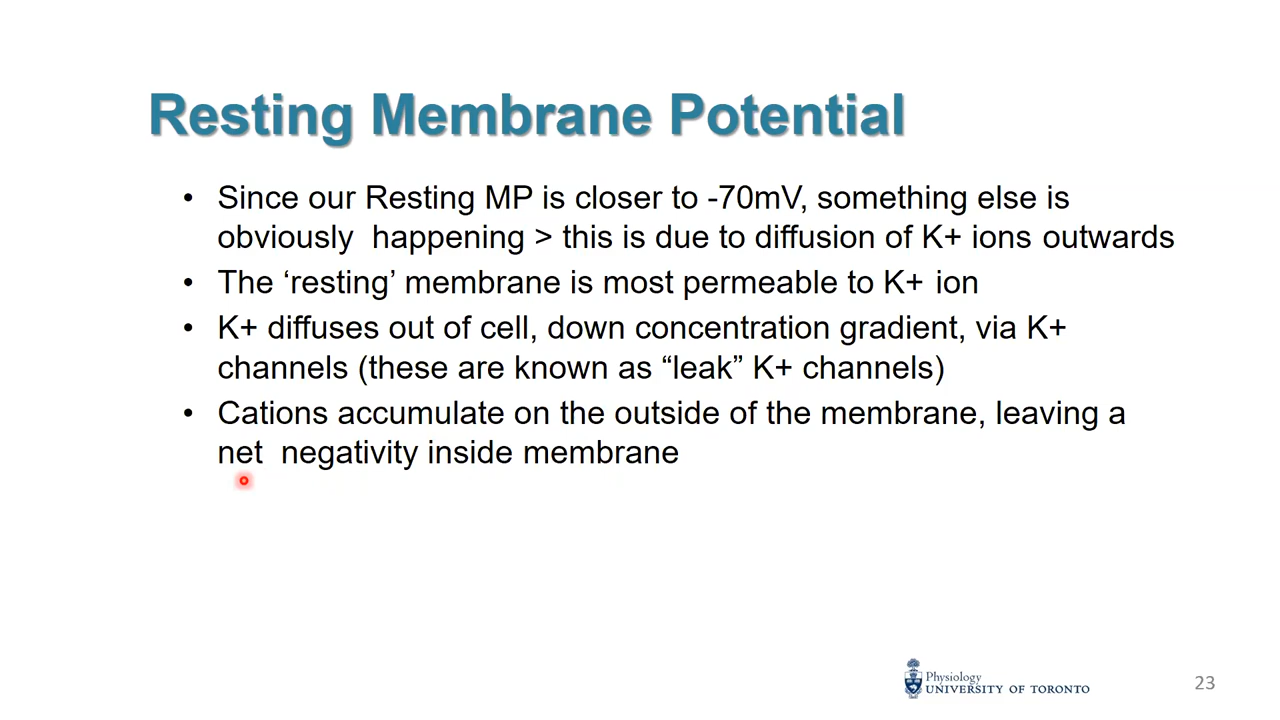 Resting Membrane Potential
• Since our Resting MP is closer to -70mV, something else is
obviously  happening > this is due to diffusion of K+ ions outwards
• The ‘resting’ membrane is most permeable to K+ ion
• K+ diffuses out of cell, down concentration gradient, via K+
channels (these are known as “leak” K+ channels)
• Cations accumulate on the outside of the membrane, leaving a
net  negativity inside membrane
Physiology
UNIVERSITY OF TORONTO
23